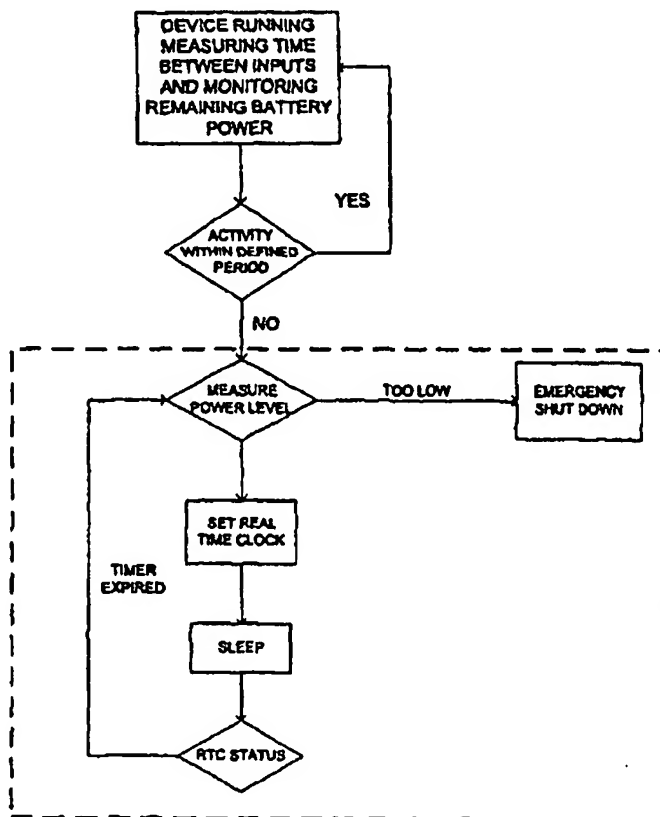 DEVICE RUNNING
MEASURING TIME
BETWEEN INPUTS
AND MONITORING
REMAINING BATTERY
POWER
YES
ACTIVITY
WITHIN DEFINED
PERIOD
NO
MEASURE
POWER LEVEL
TOO LOW
EMERGENCY
SHUT DOWN
SET REAL
TIME CLOCK
TIMER
EXPIRED
SLEEP
RTC STATUS